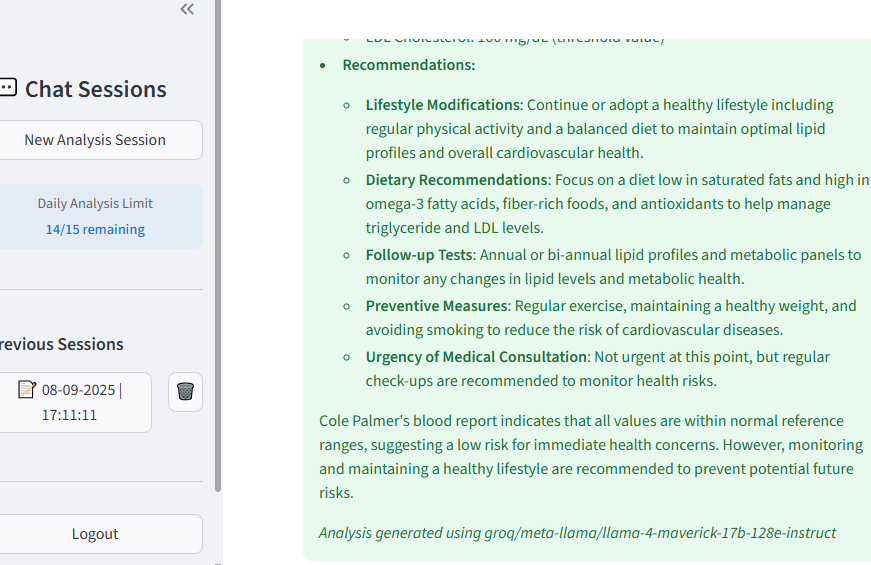 Chat Sessions
New Analysis Session
Daily Analysis Limit
14/15 remaining
revious Sessions
08-09-2025 |
17:11:11
Logout
LDL Cholesterol: 100 mg/dL (threshold value)
• Recommendations:
◦ Lifestyle Modifications: Continue or adopt a healthy lifestyle including
regular physical activity and a balanced diet to maintain optimal lipid
profiles and overall cardiovascular health.
◦ Dietary Recommendations: Focus on a diet low in saturated fats and high in
omega-3 fatty acids, fiber-rich foods, and antioxidants to help manage
triglyceride and LDL levels.
◦ Follow-up Tests: Annual or bi-annual lipid profiles and metabolic panels to
monitor any changes in lipid levels and metabolic health.
◦ Preventive Measures: Regular exercise, maintaining a healthy weight, and
avoiding smoking to reduce the risk of cardiovascular diseases.
◦ Urgency of Medical Consultation: Not urgent at this point, but regular
check-ups are recommended to monitor health risks.
Cole Palmer's blood report indicates that all values are within normal reference
ranges, suggesting a low risk for immediate health concerns. However, monitoring
and maintaining a healthy lifestyle are recommended to prevent potential future
risks.
Analysis generated using groq/meta-llama/llama-4-maverick-17b-128e-instruct